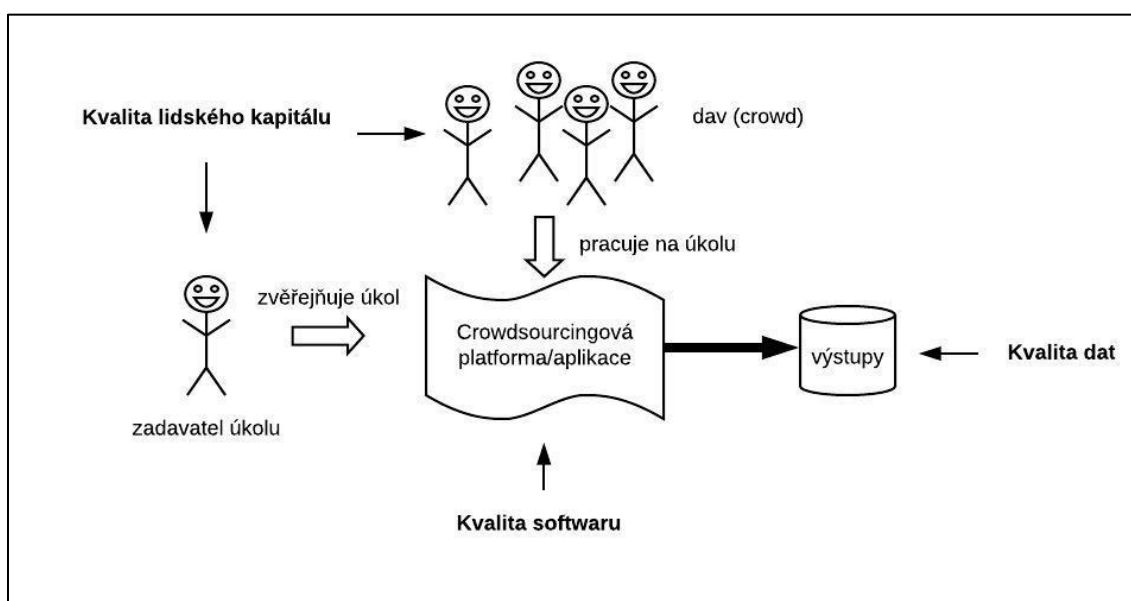 Kvalita lidského kapitálu
dav (crowd)
pracuje na úkolu
zvěřejňuje úkol
Crowdsourcingová
platforma/aplikace
výstupy
Kvalita dat
zadavatel úkolu
Kvalita softwaru